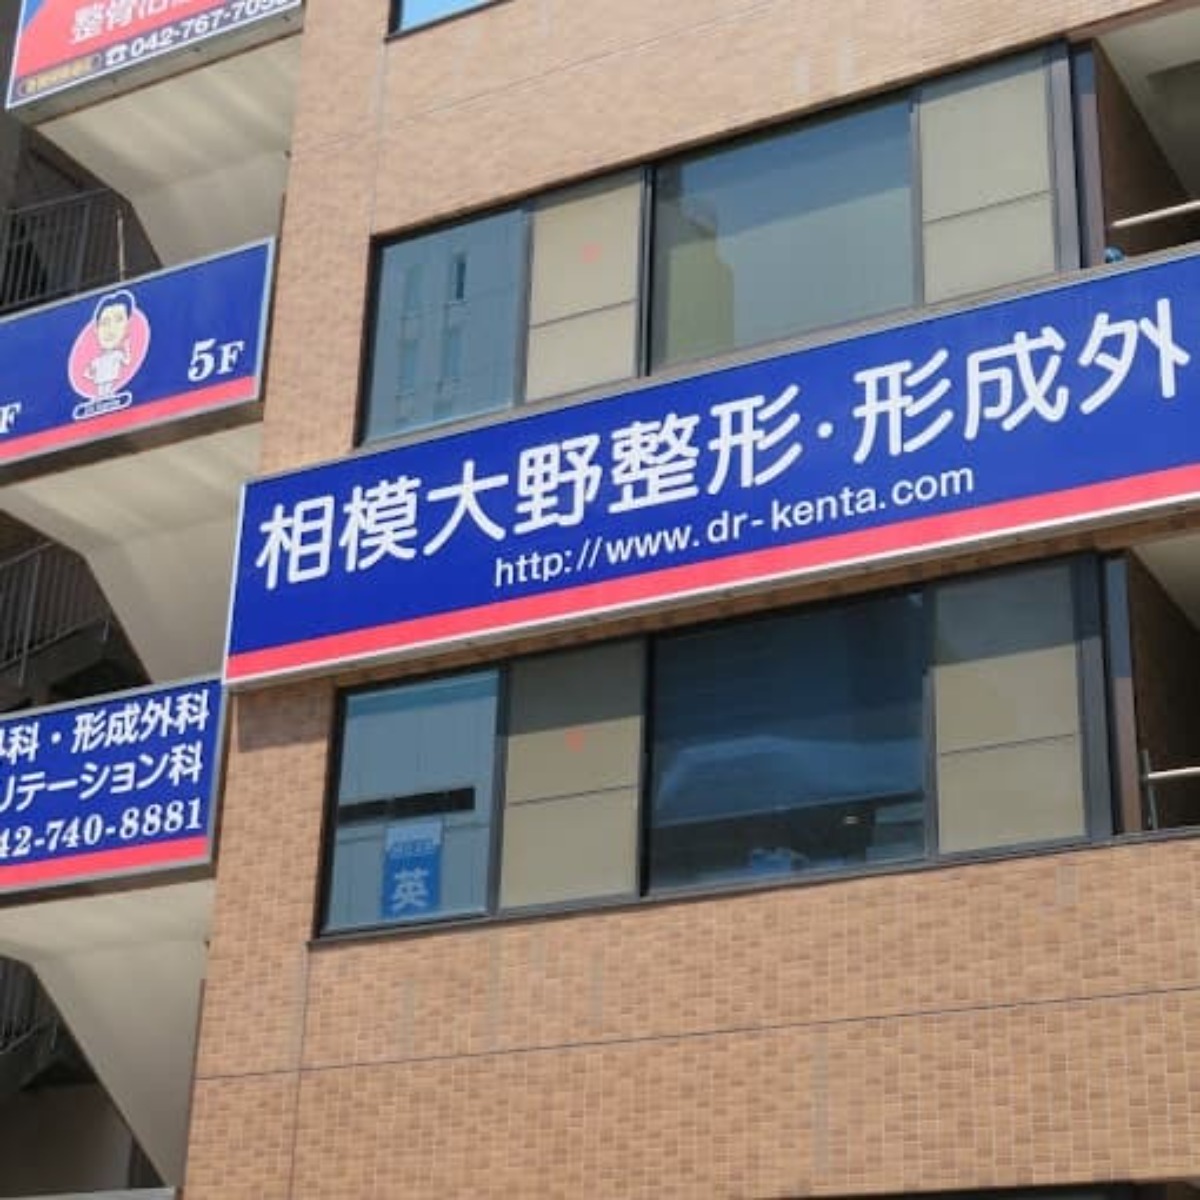 ☎042-767-705
5F
F
相模大野整形・形成外
http://www.dr-kenta.com
科・形成外科
リテーション科
42-740-8881
英